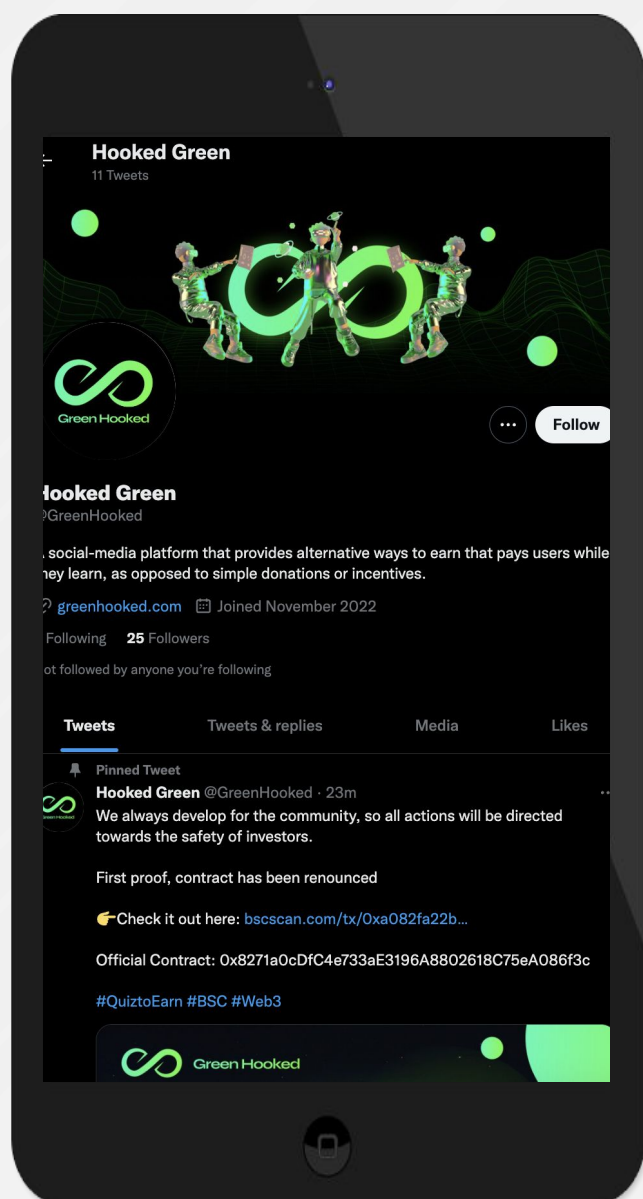 Hooked Green
11 Tweets
Green Hooked
Follow
Hooked Green
@GreenHooked
social-media platform that provides alternative ways to earn that pays users while
hey learn, as opposed to simple donations or incentives.
greenhooked.com Joined November 2022
Following 25 Followers
ot followed by anyone you're following
Tweets Tweets & replies Media Likes
Pinned Tweet
Hooked Green @GreenHooked · 23m
We always develop for the community, so all actions will be directed
towards the safety of investors.
First proof, contract has been renounced
👉Check it out here: bscscan.com/tx/0xa082fa22b...
Official Contract: 0x8271a0cDfC4e733aE3196A8802618C75eA086f3c
#QuiztoEarn #BSC #Web3
Green Hooked